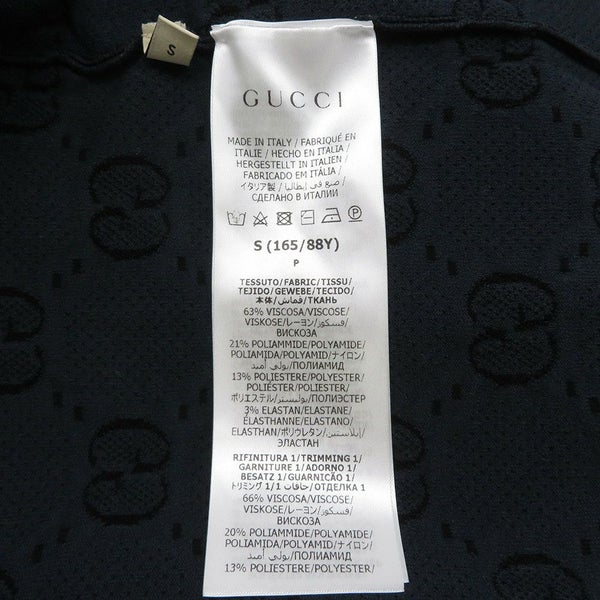 S
GUCCI
MADE IN ITALY / FABRIQUÉ EN
ITALIE / HECHO EN ITALIA /
HERGESTELLT IN ITALIEN /
FABRICADO EM ITÁLIA /
イタリア製 / صنع في إيطاليا /
СДЕЛАНО В ИТАЛИИ
P
S (165/88Y)
P
TESSUTO/FABRIC/TISSU/
TEJIDO/GEWEBE/TECIDO/
本体/قماش/ТКАНЬ
63% VISCOSA/VISCOSE/
VISKOSE/レーヨン/فسكوز/
ВИСКОЗА
21% POLIAMMIDE/POLYAMIDE/
POLIAMIDA/POLYAMID/ナイロン/
بولي أميد/ПОЛИАМИД
13% POLIESTERE/POLYESTER/
POLIÉSTER/POLYESTER/
ポリエステル/بوليستر/ПОЛИЭСТЕР
3% ELASTAN/ELASTANE/
ÉLASTHANNE/ELASTANO/
ELASTHAN/ポリウレタン/إيلاستين/
ЭЛАСТАН
RIFINITURA 1/TRIMMING 1/
GARNITURE 1/ADORNO 1/
BESATZ 1/GUARNIÇÃO 1/
トリミング 1/حافات 1/ОТДЕЛКА 1
66% VISCOSA/VISCOSE/
VISKOSE/レーヨン/فسكوز/
ВИСКОЗА
20% POLIAMMIDE/POLYAMIDE/
POLIAMIDA/POLYAMID/ナイロン/
بولي أميد/ПОЛИАМИД
13% POLIESTERE/POLYESTER/